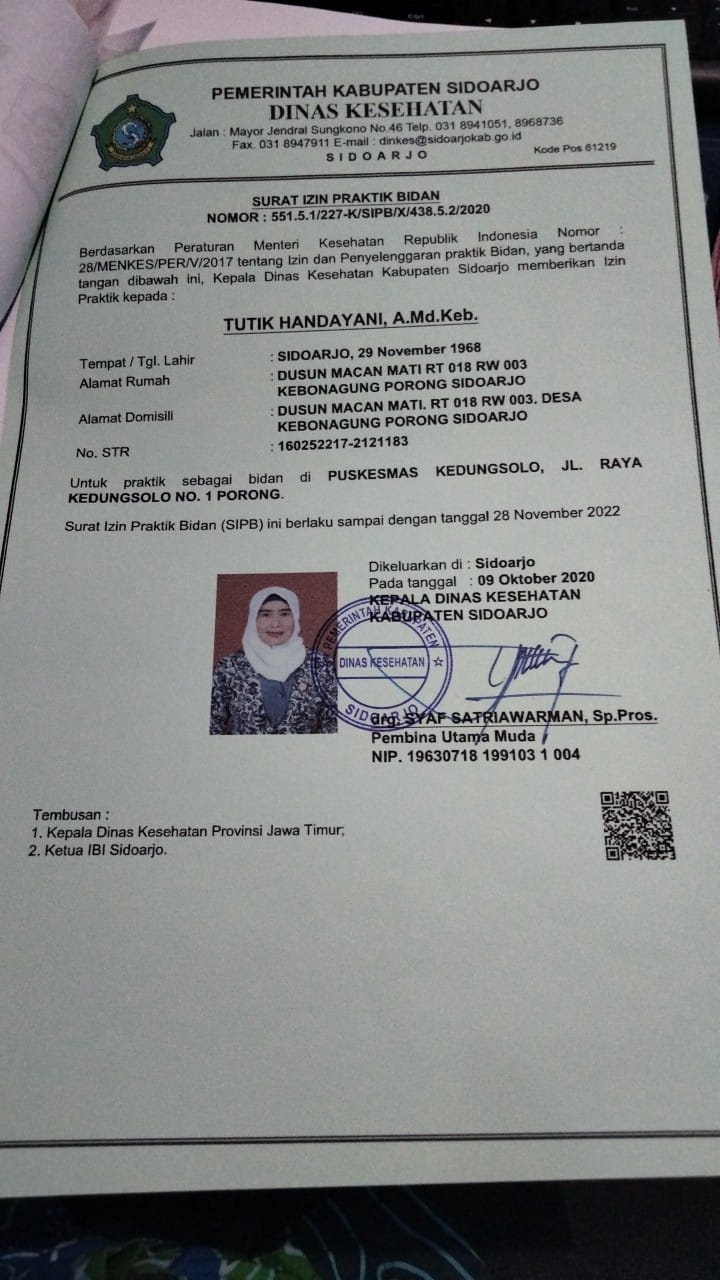 PEMERINTAH KABUPATEN SIDOARJO
DINAS KESEHATAN
Jalan : Mayor Jendral Sungkono No.46 Telp. 031 8941051, 8968736
Fax. 031 8947911 E-mail : dinkes@sidoarjokab.go.id
SIDOARJO
Kode Pos 61219
SURAT IZIN PRAKTIK BIDAN
NOMOR : 551.5.1/227-K/SIPB/X/438.5.2/2020
Berdasarkan Peraturan Menteri Kesehatan Republik Indonesia Nomor :
28/MENKES/PER/V/2017 tentang Izin dan Penyelenggaran praktik Bidan, yang bertanda
tangan dibawah ini, Kepala Dinas Kesehatan Kabupaten Sidoarjo memberikan Izin
Praktik kepada :
TUTIK HANDAYANI, A.Md.Keb.
Tempat / Tgl. Lahir : SIDOARJO, 29 November 1968
Alamat Rumah : DUSUN MACAN MATI RT 018 RW 003
KEBONAGUNG PORONG SIDOARJO
Alamat Domisili : DUSUN MACAN MATI. RT 018 RW 003. DESA
KEBONAGUNG PORONG SIDOARJO
No. STR : 160252217-2121183
Untuk praktik sebagai bidan di PUSKESMAS KEDUNGSOLO, JL. RAYA
KEDUNGSOLO NO. 1 PORONG.
Surat Izin Praktik Bidan (SIPB) ini berlaku sampai dengan tanggal 28 November 2022
Dikeluarkan di : Sidoarjo
Pada tanggal : 09 Oktober 2020
KEPALA DINAS KESEHATAN
KABUPATEN SIDOARJO
PEMERINTAH KABUPATEN
DINAS KESEHATAN
SIDOARJO
drg. SYAF SATRIAWARMAN, Sp.Pros.
Pembina Utama Muda
NIP. 19630718 199103 1 004
Tembusan :
1. Kepala Dinas Kesehatan Provinsi Jawa Timur;
2. Ketua IBI Sidoarjo.